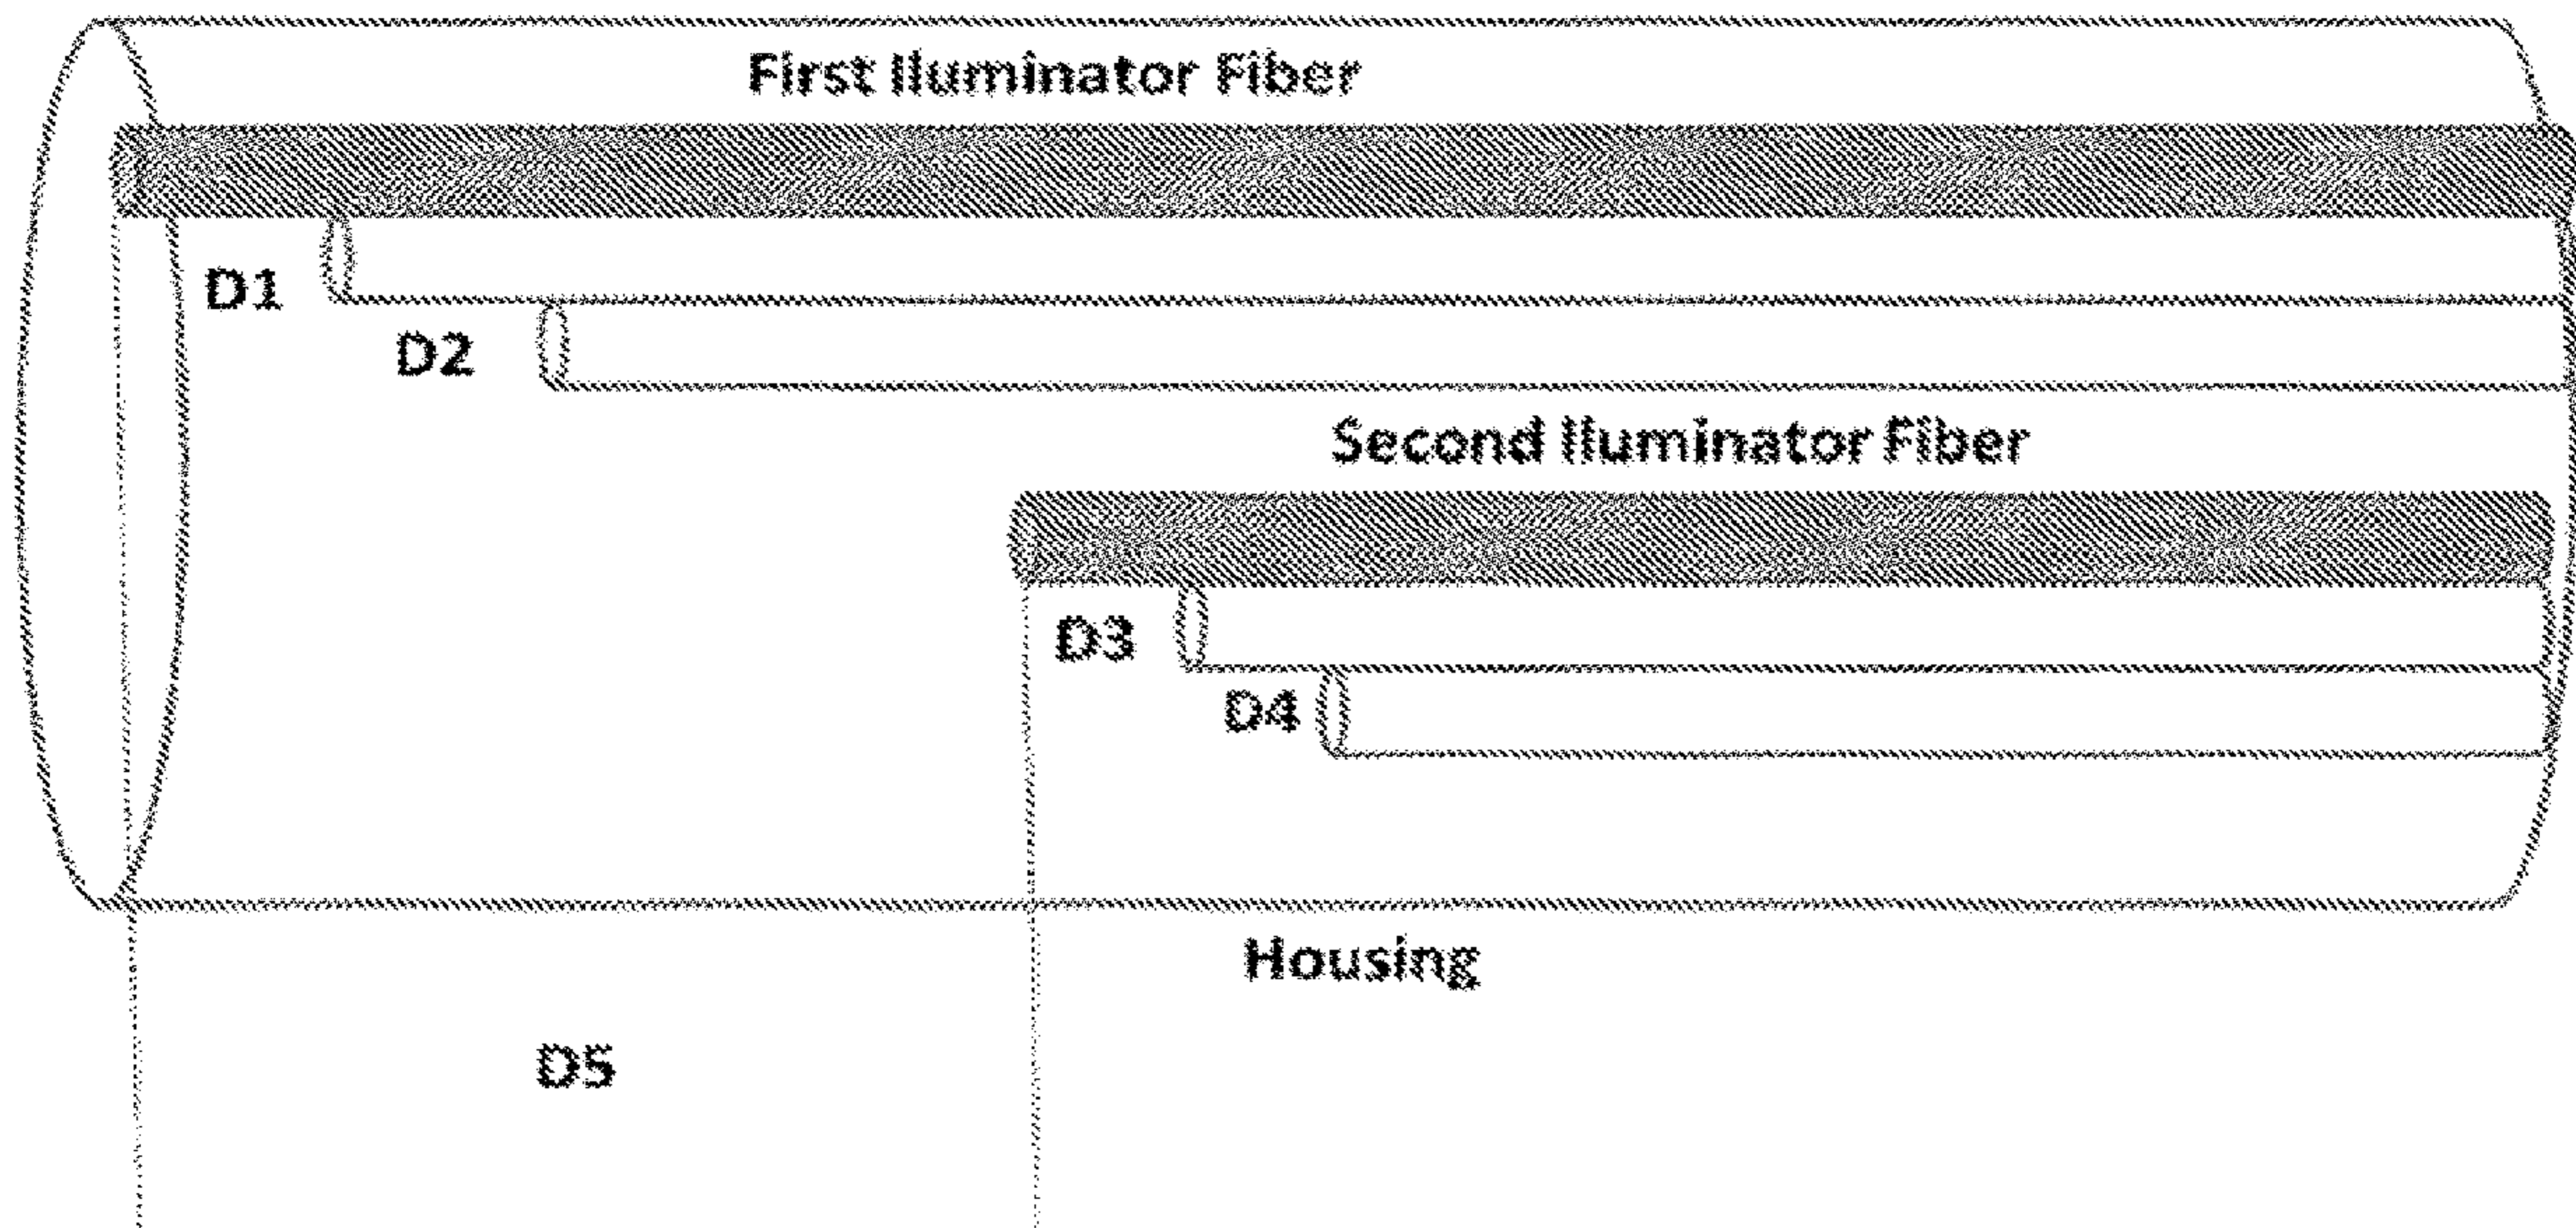 First Iluminator Fiber
D1
D2
Second Iluminator Fiber
D3
D4
Housing
D5